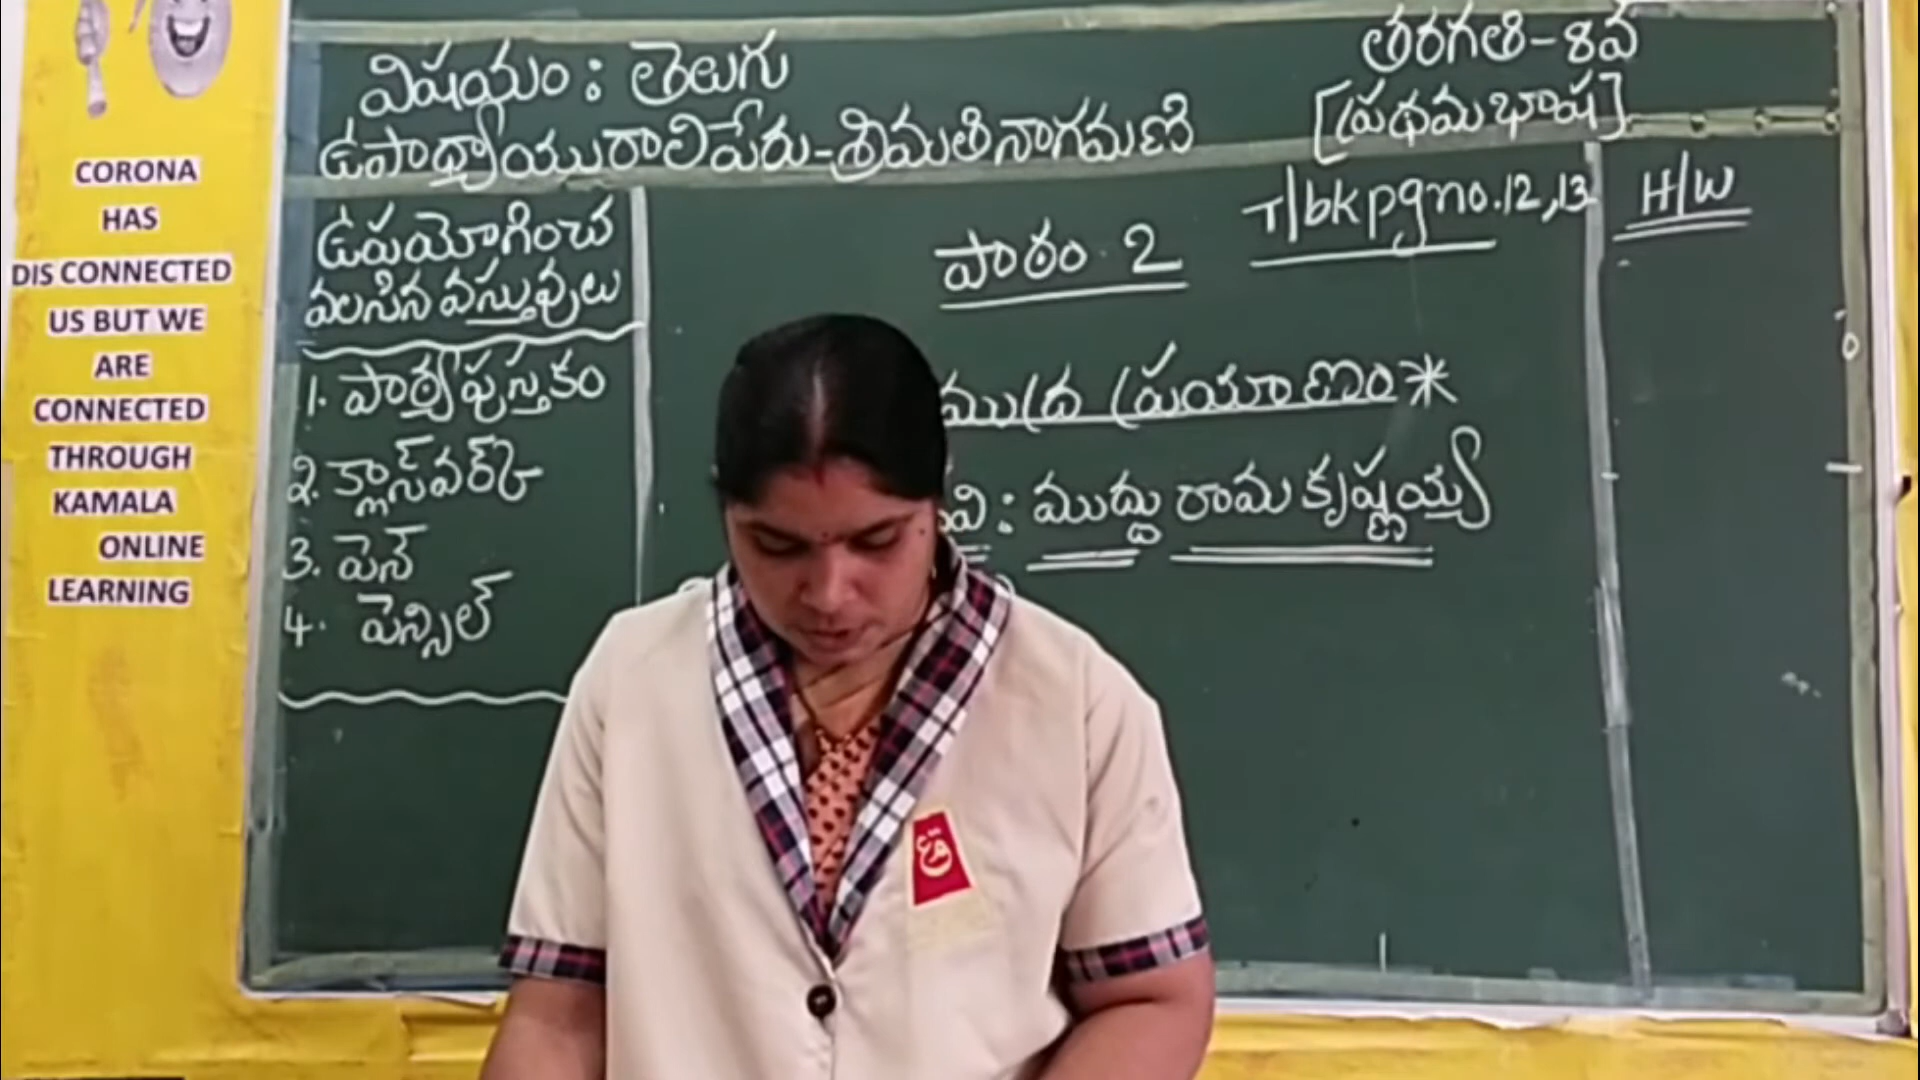 CORONA
HAS
DIS CONNECTED
US BUT WE
ARE
CONNECTED
THROUGH
KAMALA
ONLINE
LEARNING
విషయం : తెలుగు
ఉపాధ్యాయురాలిపేరు-శ్రీమతి నాగమణి
తరగతి-8వ
[ప్రథమ భాష]
ఉపయోగించ
వలసిన వస్తువులు
1. పాఠ్యపుస్తకం
2. క్లాస్‌వర్క్
3. పెన్
4. పెన్సిల్
పాఠం 2
T/bk pg no. 12, 13
ముద్ర ప్రయాణం*
వి : ముద్దు రామకృష్ణయ్య
H/W